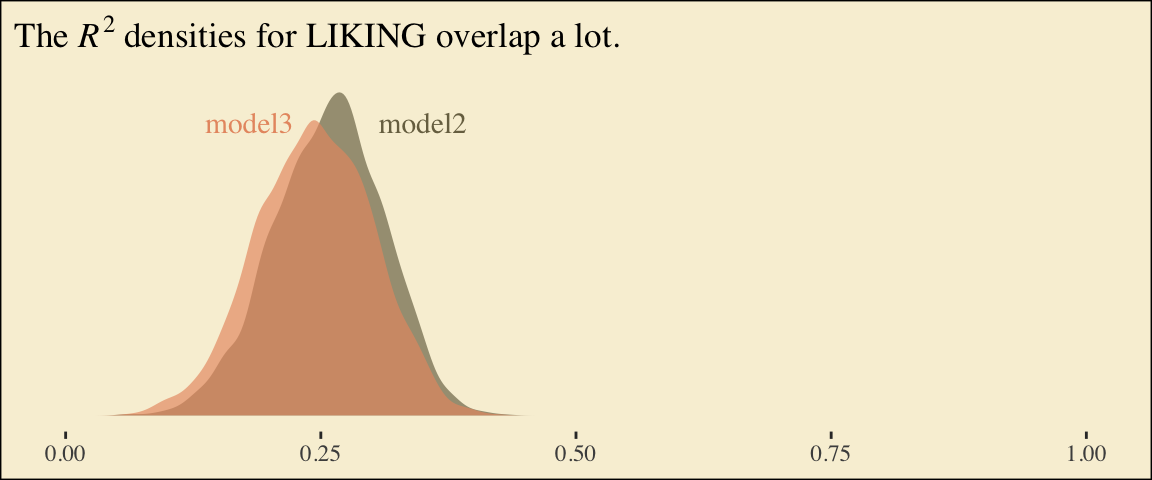 The R² densities for LIKING overlap a lot.
model3 model2
0.00 0.25 0.50 0.75 1.00